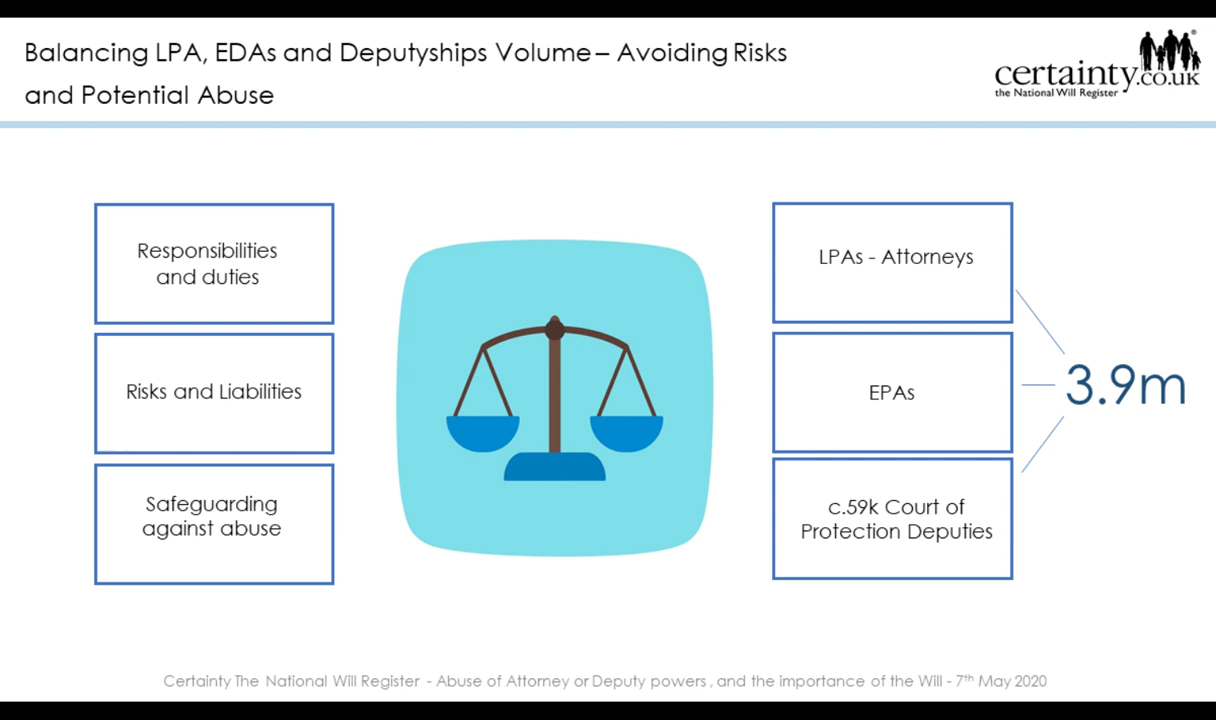 Balancing LPA, EDAs and Deputyships Volume – Avoiding Risks
and Potential Abuse
certainty.co.uk
the National Will Register
Responsibilities
and duties
Risks and Liabilities
Safeguarding
against abuse
LPAs - Attorneys
EPAs
c.59k Court of
Protection Deputies
3.9m
Certainty The National Will Register - Abuse of Attorney or Deputy powers, and the importance of the Will - 7th May 2020